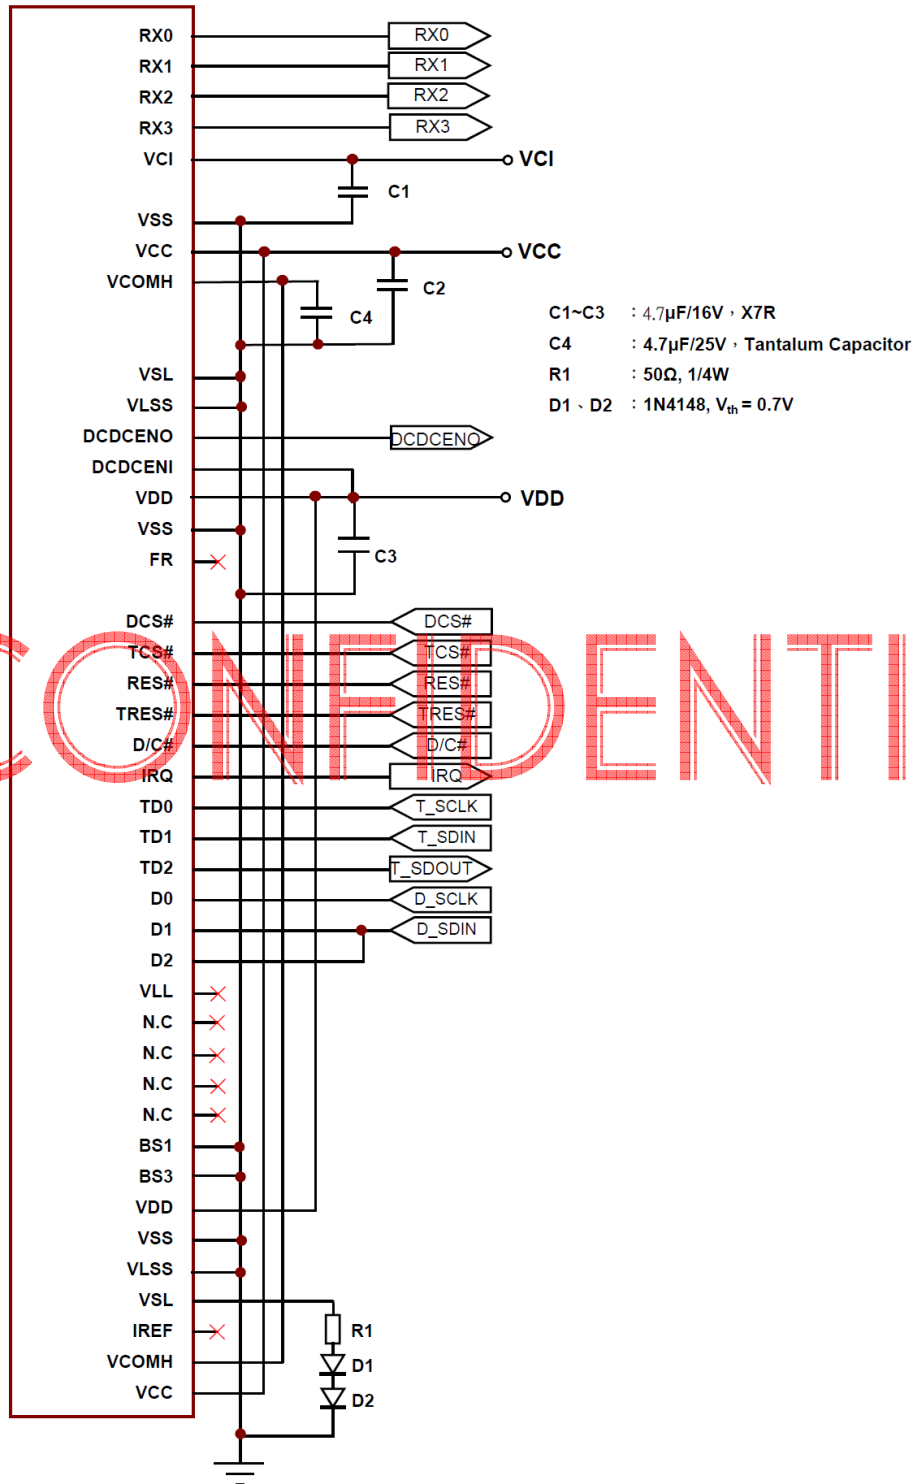 RX0 RX0
RX1 RX1
RX2 RX2
RX3 RX3
VCI VCI
C1
VSS
VCC VCC
VCOMH
C2
C4
C1~C3 : 4.7µF/16V，X7R
C4 : 4.7µF/25V，Tantalum Capacitor
VSL R1 : 50Ω, 1/4W
VLSS D1、D2 : 1N4148, Vth = 0.7V
DCDCENO DCDCENO
DCDCENI
VDD VDD
VSS
FR C3
DCS# DCS#
TCS# TCS#
RES# RES#
TRES# TRES#
D/C# D/C#
IRQ IRQ
CONFIDENTI
TD0 T_SCLK
TD1 T_SDIN
TD2 T_SDOUT
D0 D_SCLK
D1 D_SDIN
D2
VLL
N.C
N.C
N.C
N.C
BS1
BS3
VDD
VSS
VLSS
VSL
IREF R1
VCOMH D1
VCC D2